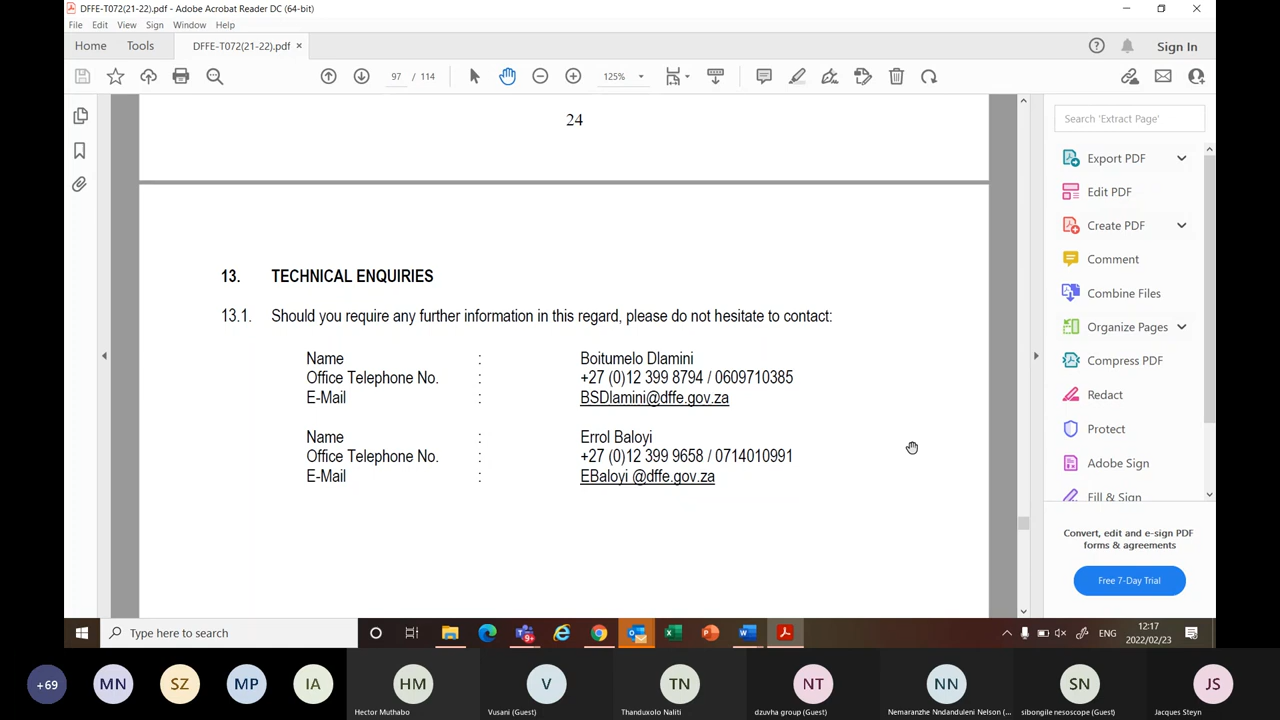 DFFE-T072(21-22).pdf - Adobe Acrobat Reader DC (64-bit)
File Edit View Sign Window Help
Home Tools DFFE-T072(21-22).pdf × Sign In
97 / 114 125%
24
13. TECHNICAL ENQUIRIES
13.1. Should you require any further information in this regard, please do not hesitate to contact:
Name : Boitumelo Dlamini
Office Telephone No. : +27 (0)12 399 8794 / 0609710385
E-Mail : BSDlamini@dffe.gov.za
Name : Errol Baloyi
Office Telephone No. : +27 (0)12 399 9658 / 0714010991
E-Mail : EBaloyi @dffe.gov.za
Search 'Extract Page'
Export PDF
Edit PDF
Create PDF
Comment
Combine Files
Organize Pages
Compress PDF
Redact
Protect
Adobe Sign
Fill & Sign
Convert, edit and e-sign PDF
forms & agreements
Free 7-Day Trial
Type here to search
9+
ENG
12:17
2022/02/23
+69 MN SZ MP IA HM V TN NT NN SN JS
Hector Muthabo Vusani (Guest) Thanduxolo Naliti dzuvha group (Guest) Nemaranzhe Nndanduleni Nelson (... sibongile nesoscope (Guest) Jacques Steyn